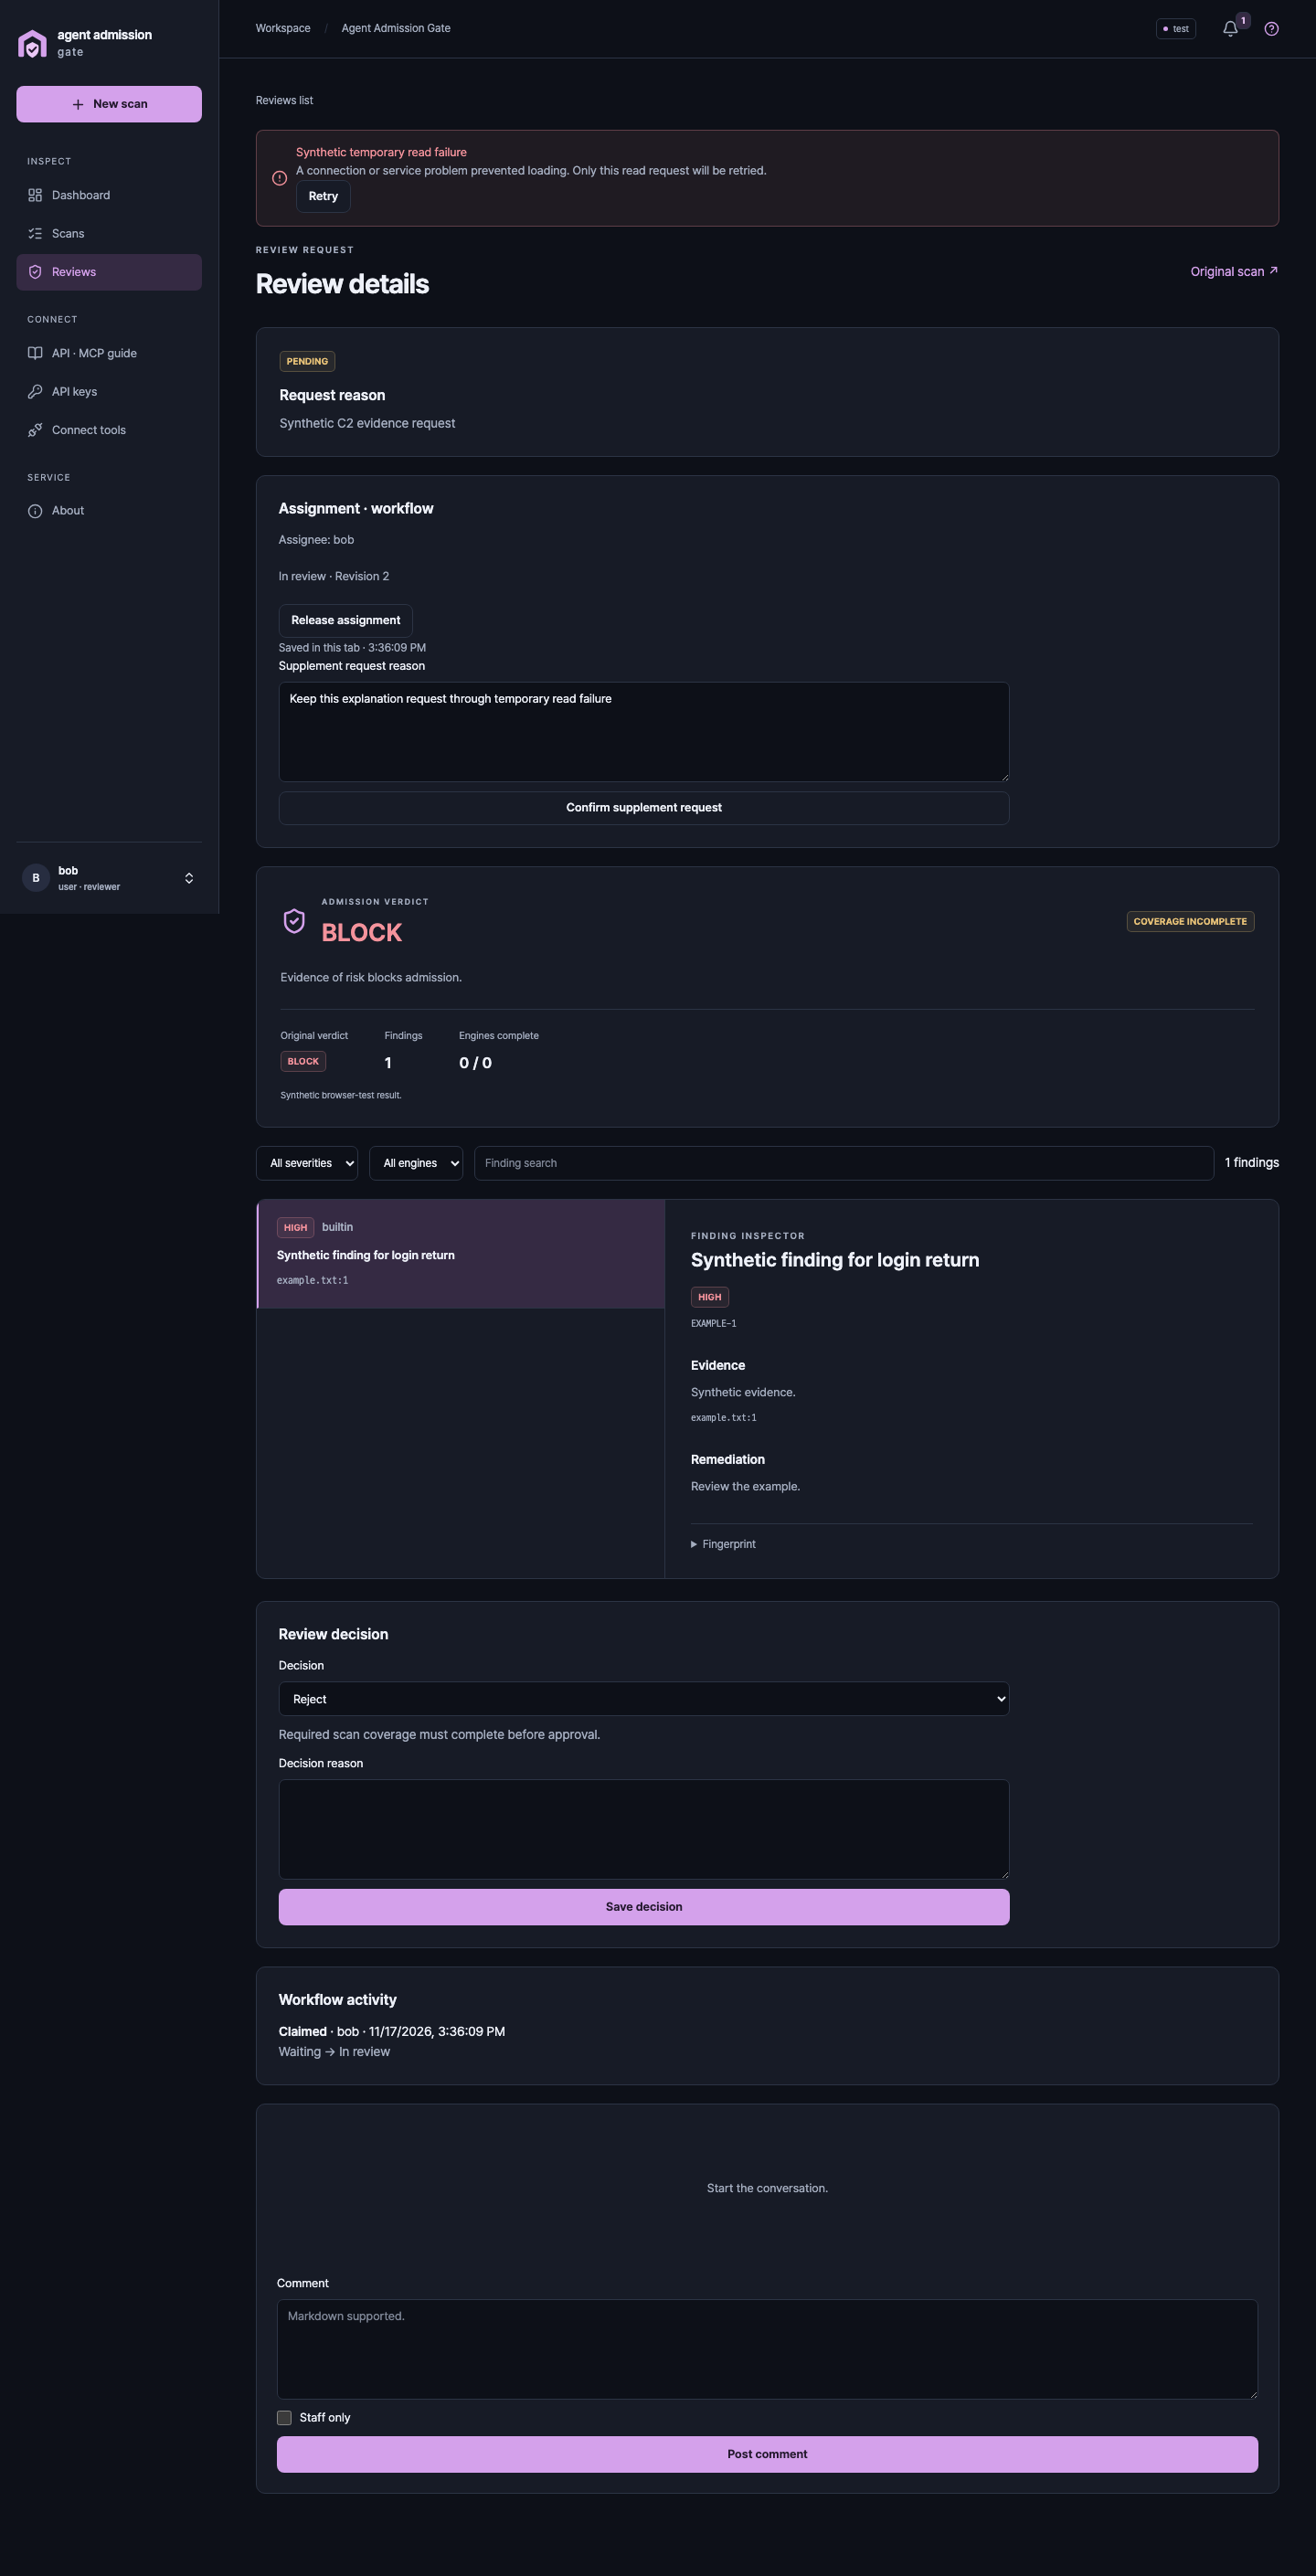 agent admission
gate
New scan
INSPECT
Dashboard
Scans
Reviews
CONNECT
API · MCP guide
API keys
Connect tools
SERVICE
About
B
bob
user · reviewer
Workspace / Agent Admission Gate
test
1
Reviews list
Synthetic temporary read failure
A connection or service problem prevented loading. Only this read request will be retried.
Retry
REVIEW REQUEST
Review details
Original scan ↗
PENDING
Request reason
Synthetic C2 evidence request
Assignment · workflow
Assignee: bob
In review · Revision 2
Release assignment
Saved in this tab · 3:36:09 PM
Supplement request reason
Keep this explanation request through temporary read failure
Confirm supplement request
ADMISSION VERDICT
BLOCK
COVERAGE INCOMPLETE
Evidence of risk blocks admission.
Original verdict Findings Engines complete
BLOCK 1 0 / 0
Synthetic browser-test result.
All severities All engines Finding search 1 findings
HIGH builtin
Synthetic finding for login return
example.txt:1
FINDING INSPECTOR
Synthetic finding for login return
HIGH
EXAMPLE-1
Evidence
Synthetic evidence.
example.txt:1
Remediation
Review the example.
Fingerprint
Review decision
Decision
Reject
Required scan coverage must complete before approval.
Decision reason
Save decision
Workflow activity
Claimed · bob · 11/17/2026, 3:36:09 PM
Waiting → In review
Start the conversation.
Comment
Markdown supported.
Staff only
Post comment